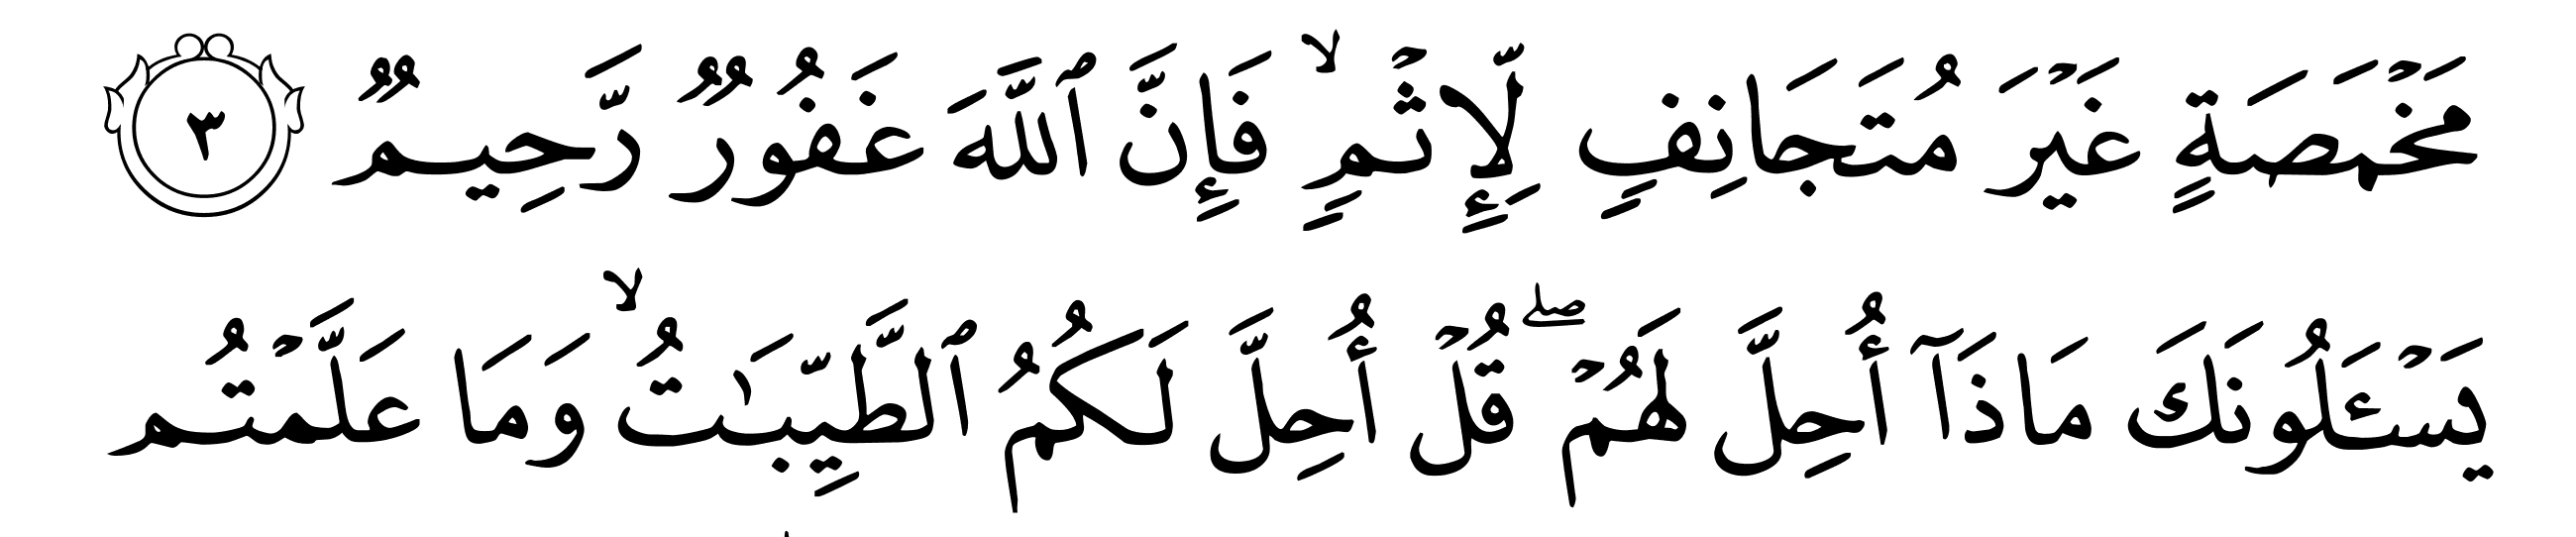 مَخۡمَصَةٍ غَيۡرَ مُتَجَانِفٖ لِّإِثۡمٖ ۙ فَإِنَّ ٱللَّهَ غَفُورٞ رَّحِيمٞ ٣
يَسۡـَٔلُونَكَ مَاذَآ أُحِلَّ لَهُمۡ ۖ قُلۡ أُحِلَّ لَكُمُ ٱلطَّيِّبَٰتُ ۙ وَمَا عَلَّمۡتُم